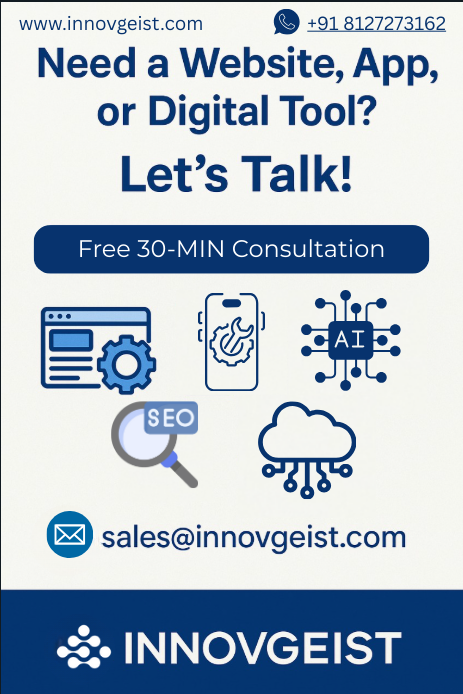 www.innovgeist.com
+91 8127273162
Need a Website, App,
or Digital Tool?
Let's Talk!
Free 30-MIN Consultation
AI
SEO
sales@innovgeist.com
INNOVGEIST